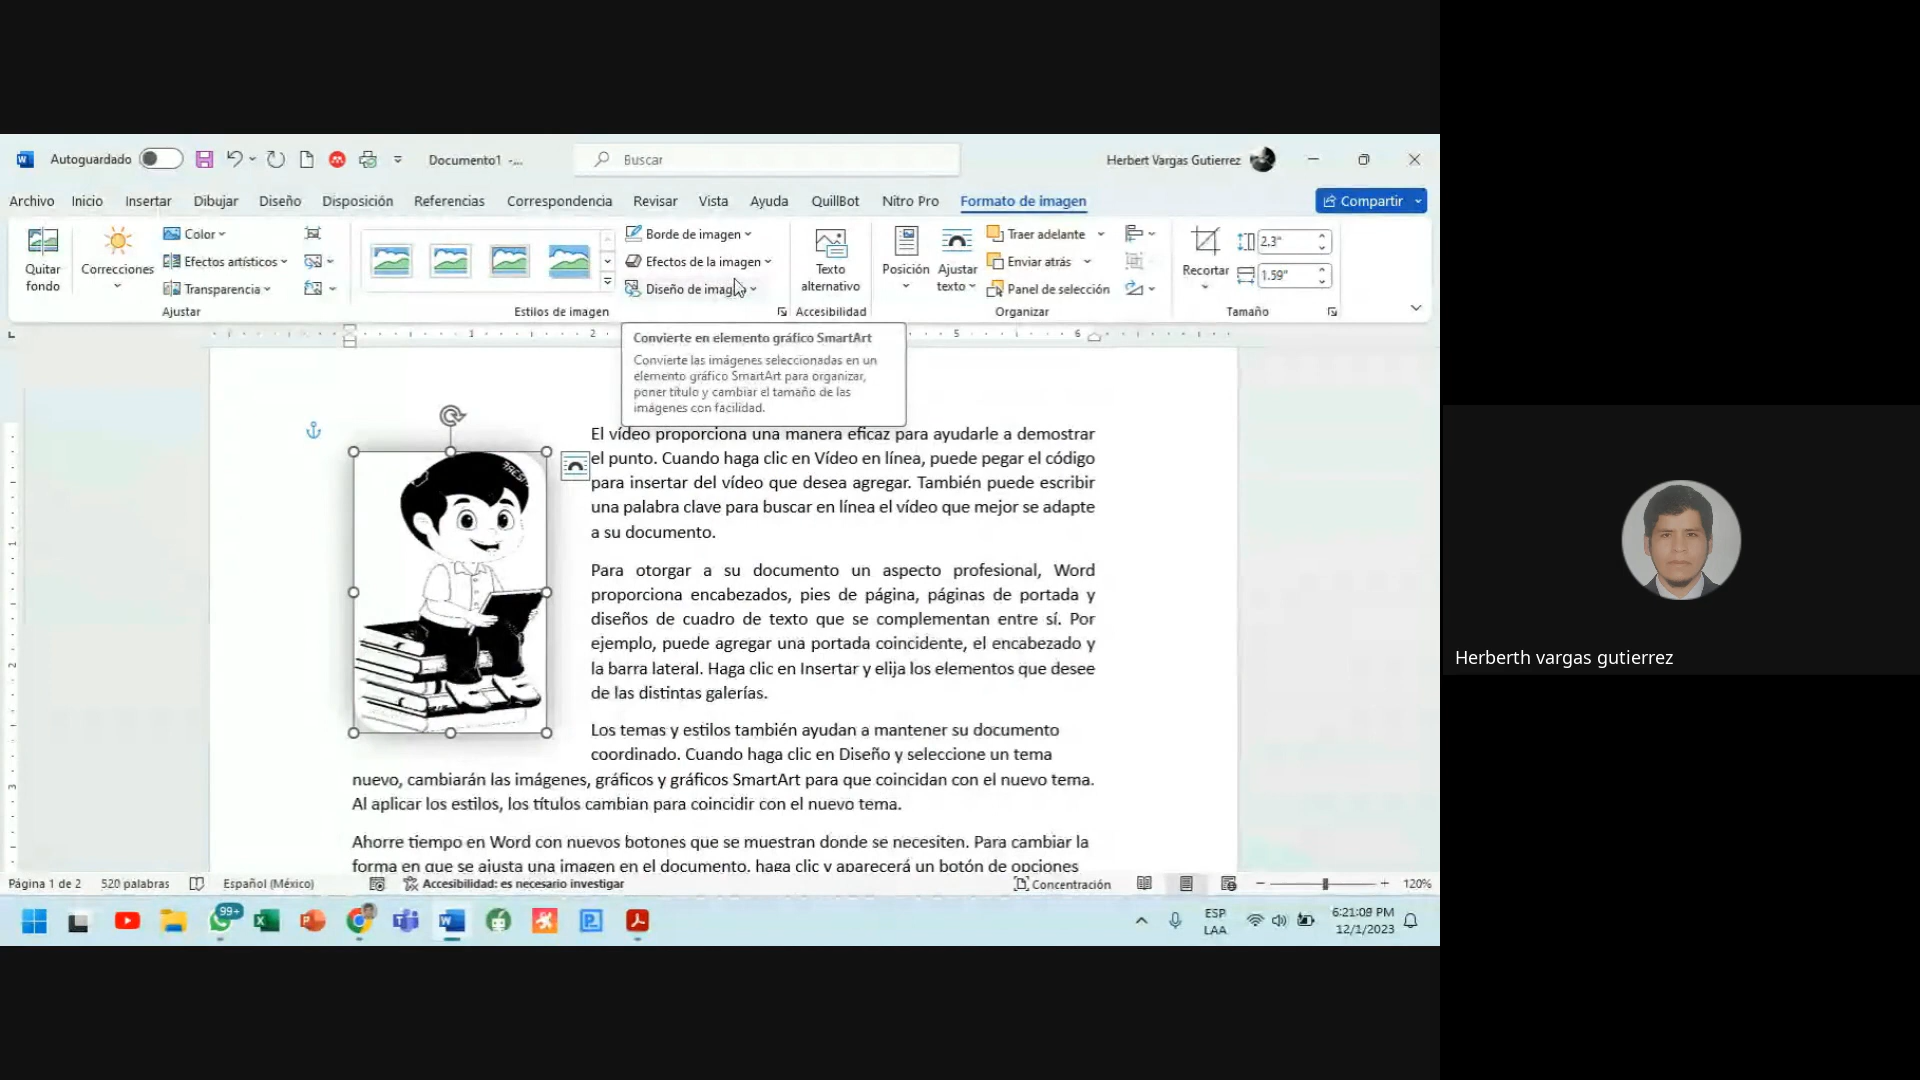 Autoguardado
Documento1 -...
Buscar
Herbert Vargas Gutierrez
Archivo Inicio Insertar Dibujar Diseño Disposición Referencias Correspondencia Revisar Vista Ayuda QuillBot Nitro Pro Formato de imagen Compartir
Quitar fondo
Correcciones
Color
Efectos artísticos
Transparencia
Ajustar
Borde de imagen
Efectos de la imagen
Diseño de imagen
Estilos de imagen
Texto alternativo
Accesibilidad
Posición
Ajustar texto
Traer adelante
Enviar atrás
Panel de selección
Organizar
Recortar
2.3"
1.59"
Tamaño
1 2 5 6
Convierte en elemento gráfico SmartArt
Convierte las imágenes seleccionadas en un
elemento gráfico SmartArt para organizar,
poner título y cambiar el tamaño de las
imágenes con facilidad.
El vídeo proporciona una manera eficaz para ayudarle a demostrar
el punto. Cuando haga clic en Vídeo en línea, puede pegar el código
para insertar del vídeo que desea agregar. También puede escribir
una palabra clave para buscar en línea el vídeo que mejor se adapte
a su documento.
Para otorgar a su documento un aspecto profesional, Word
proporciona encabezados, pies de página, páginas de portada y
diseños de cuadro de texto que se complementan entre sí. Por
ejemplo, puede agregar una portada coincidente, el encabezado y
la barra lateral. Haga clic en Insertar y elija los elementos que desee
de las distintas galerías.
Los temas y estilos también ayudan a mantener su documento
coordinado. Cuando haga clic en Diseño y seleccione un tema
nuevo, cambiarán las imágenes, gráficos y gráficos SmartArt para que coincidan con el nuevo tema.
Al aplicar los estilos, los títulos cambian para coincidir con el nuevo tema.
Ahorre tiempo en Word con nuevos botones que se muestran donde se necesiten. Para cambiar la
forma en que se ajusta una imagen en el documento, haga clic y aparecerá un botón de opciones
Página 1 de 2 520 palabras Español (México) Accesibilidad: es necesario investigar Concentración 120%
99+
ESP
LAA
6:21:09 PM
12/1/2023
Herberth vargas gutierrez